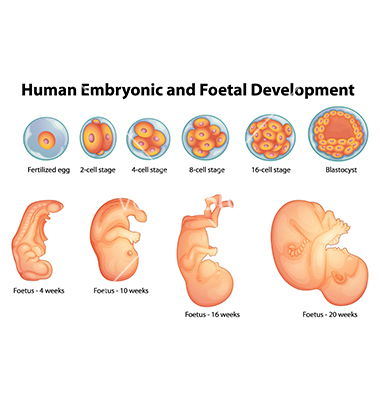 Human Embryonic and Foetal Development
Fertilized egg
2-cell stage
4-cell stage
8-cell stage
16-cell stage
Blastocyst
Foetus - 4 weeks
Foetus - 10 weeks
Foetus - 16 weeks
Foetus - 20 weeks